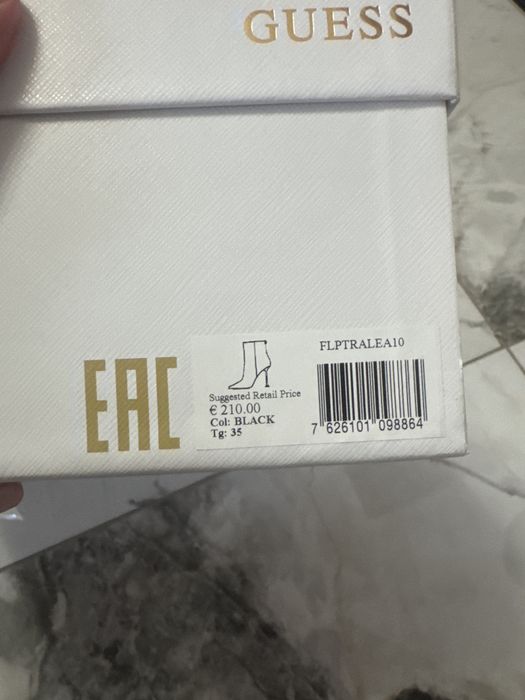 GUESS
EAC
FLPTRALEA10
Suggested Retail Price
€ 210.00
Col: BLACK
Tg: 35
7 626101 098864